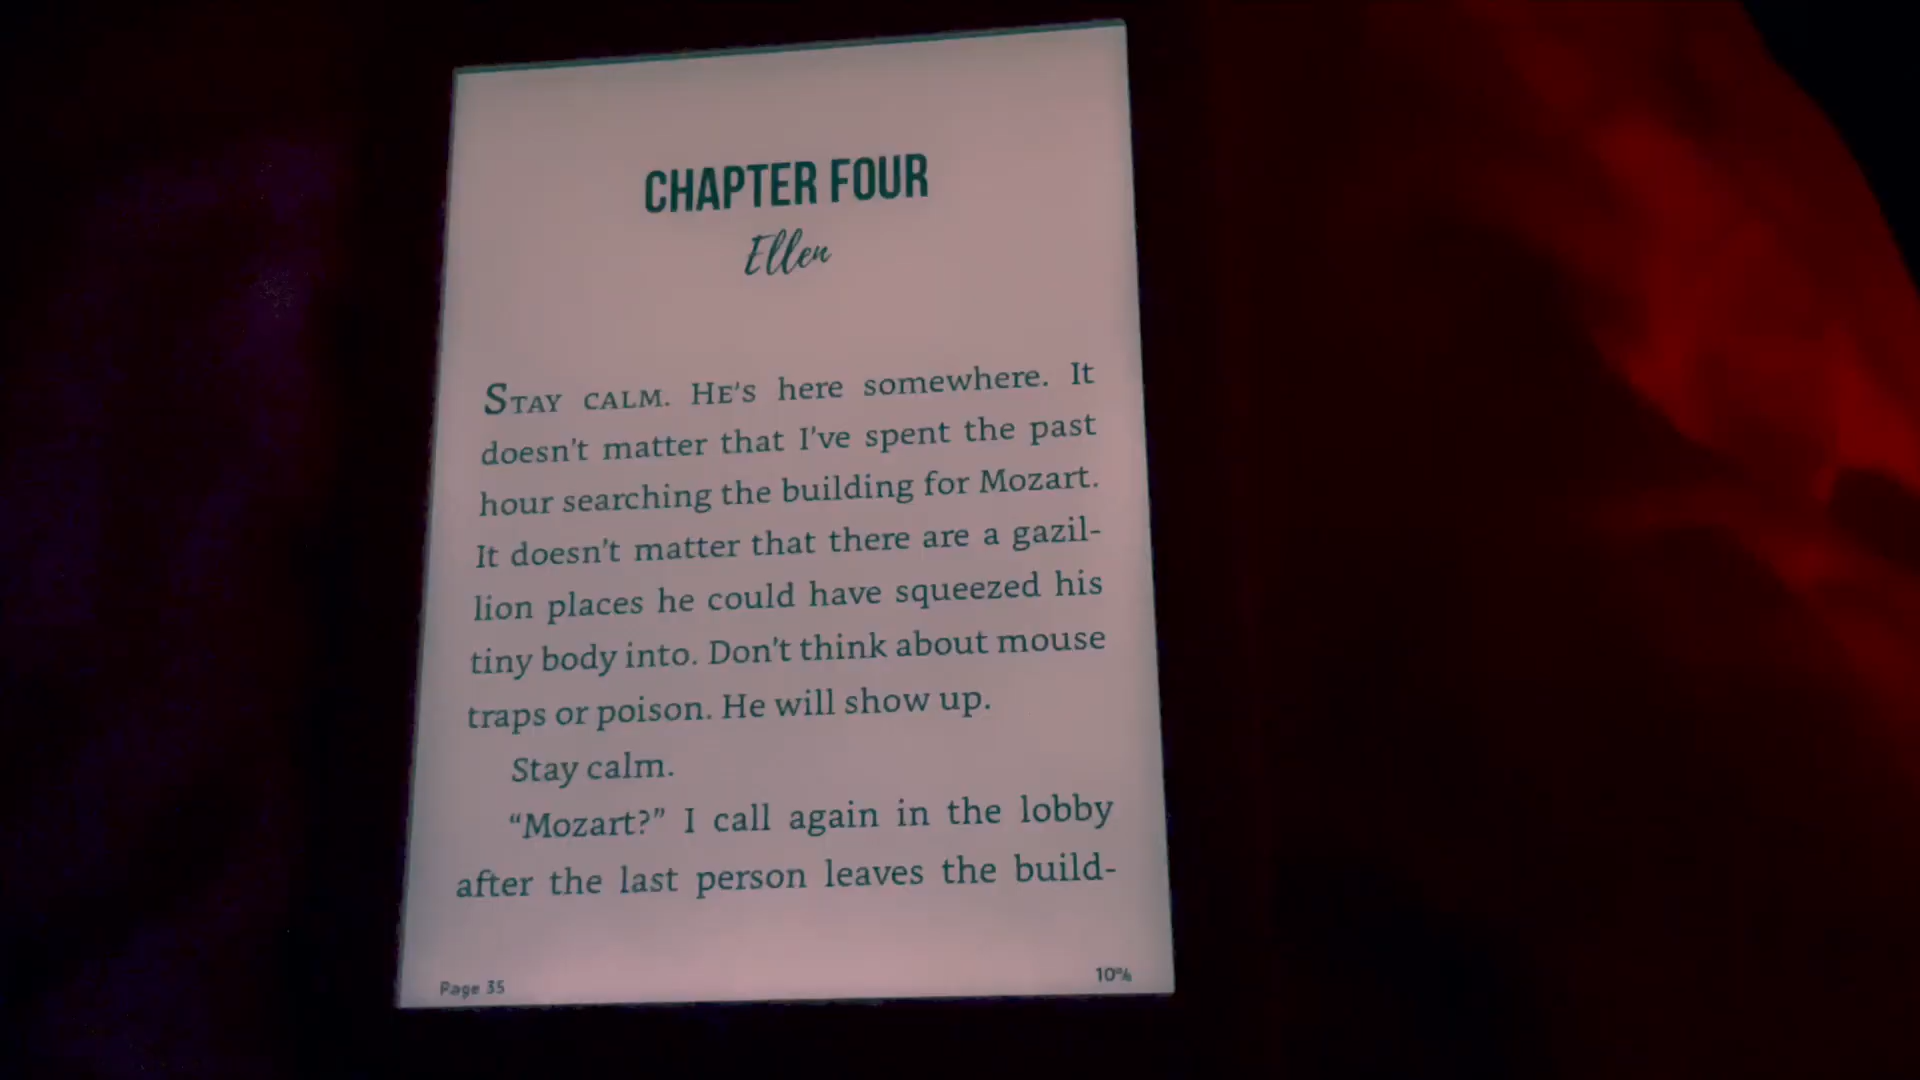 CHAPTER FOUR
Ellen
STAY CALM. HE'S here somewhere. It
doesn't matter that I've spent the past
hour searching the building for Mozart.
It doesn't matter that there are a gazil-
lion places he could have squeezed his
tiny body into. Don't think about mouse
traps or poison. He will show up.
Stay calm.
“Mozart?” I call again in the lobby
after the last person leaves the build-
Page 35
10%